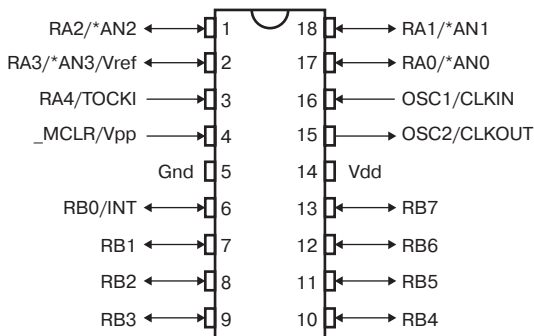 RA2/*AN2 1 18 RA1/*AN1
RA3/*AN3/Vref 2 17 RA0/*AN0
RA4/TOCKI 3 16 OSC1/CLKIN
_MCLR/Vpp 4 15 OSC2/CLKOUT
Gnd 5 14 Vdd
RB0/INT 6 13 RB7
RB1 7 12 RB6
RB2 8 11 RB5
RB3 9 10 RB4